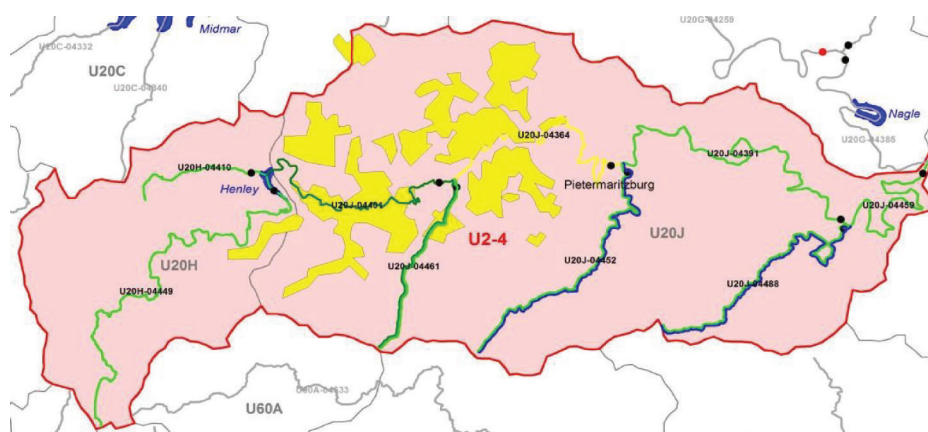 Midmar
U20C-04332
U20G-04259
U20C
U20C-04340
Nagle
U20G-04385
U20J-04364
U20J-04391
U20H-04410
Henley
Pietermaritzburg
U20J-04401
U20J-04459
U2-4
U20J
U20H
U20J-04461
U20J-04452
U20J-04488
U20H-04449
U60A-04533
U60A